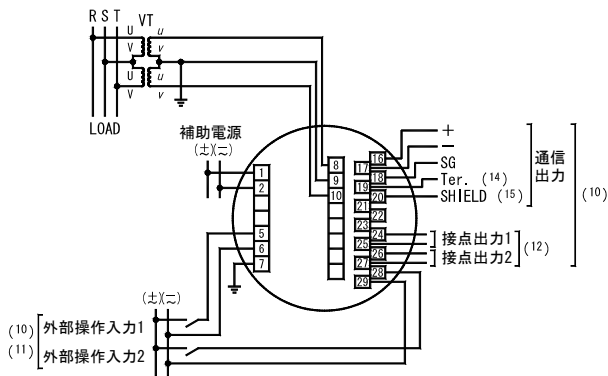 R S T VT
U u
V v
U u
V v
LOAD
補助電源
(±)(=)
1
2
5
6
7
8
9
10
16
17
18
19
20
21
22
23
24
25
26
27
28
29
+
−
SG
Ter. (14)
SHIELD (15)
通信
出力
(10)
接点出力1
接点出力2
(12)
(±)(=)
(10) 外部操作入力1
(11) 外部操作入力2